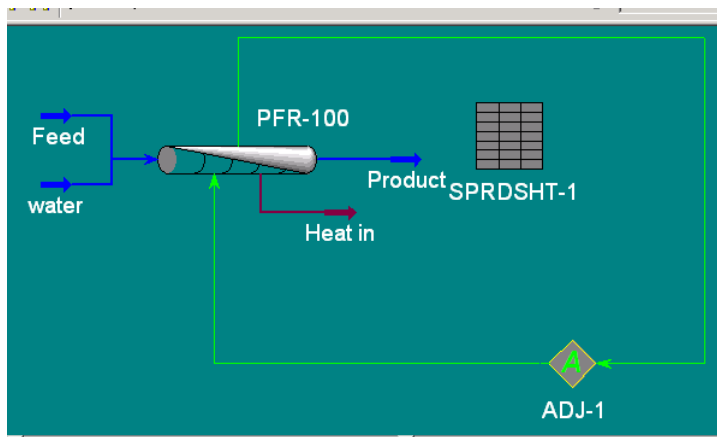 PFR-100
Feed
Product
SPRDSHT-1
water
Heat in
A
ADJ-1